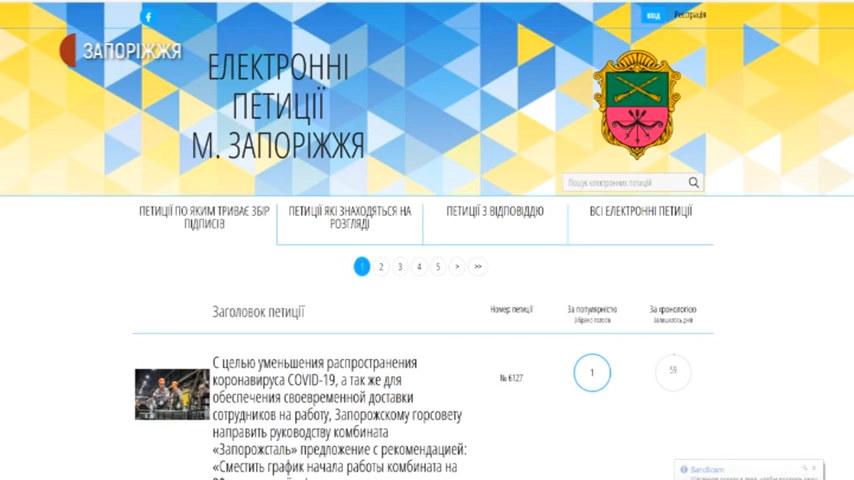 вхід Реєстрація
ЗАПОРІЖЖЯ
ЕЛЕКТРОННІ
ПЕТИЦІЇ
М. ЗАПОРІЖЖЯ
Пошук електронних петицій
ПЕТИЦІЇ ПО ЯКИМ ТРИВАЄ ЗБІР
ПІДПИСІВ
ПЕТИЦІЇ ЯКІ ЗНАХОДЯТЬСЯ НА
РОЗГЛЯДІ
ПЕТИЦІЇ З ВІДПОВІДДЮ
ВСІ ЕЛЕКТРОННІ ПЕТИЦІЇ
1 2 3 4 5 > >>
Заголовок петиції
Номер петиції
За популярністю
Зібрано голосів
За хронологією
Залишилось днів
С целью уменьшения распространения
коронавируса COVID-19, а так же для
обеспечения своевременной доставки
сотрудников на работу, Запорожскому горсовету
направить руководству комбината
«Запорожсталь» предложение с рекомендацией:
«Сместить график начала работы комбината на
№ 6127
1
59
Bandicam